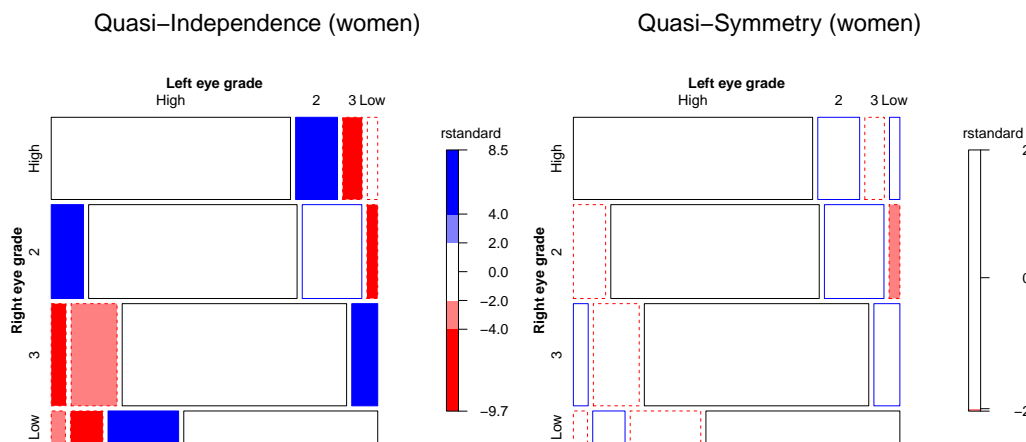 Quasi−Independence (women)
Left eye grade
High 2 3 Low
Right eye grade
High
2
3
Low
rstandard
8.5
4.0
2.0
0.0
−2.0
−4.0
−9.7
Quasi−Symmetry (women)
Left eye grade
High 2 3 Low
Right eye grade
High
2
3
Low
rstandard